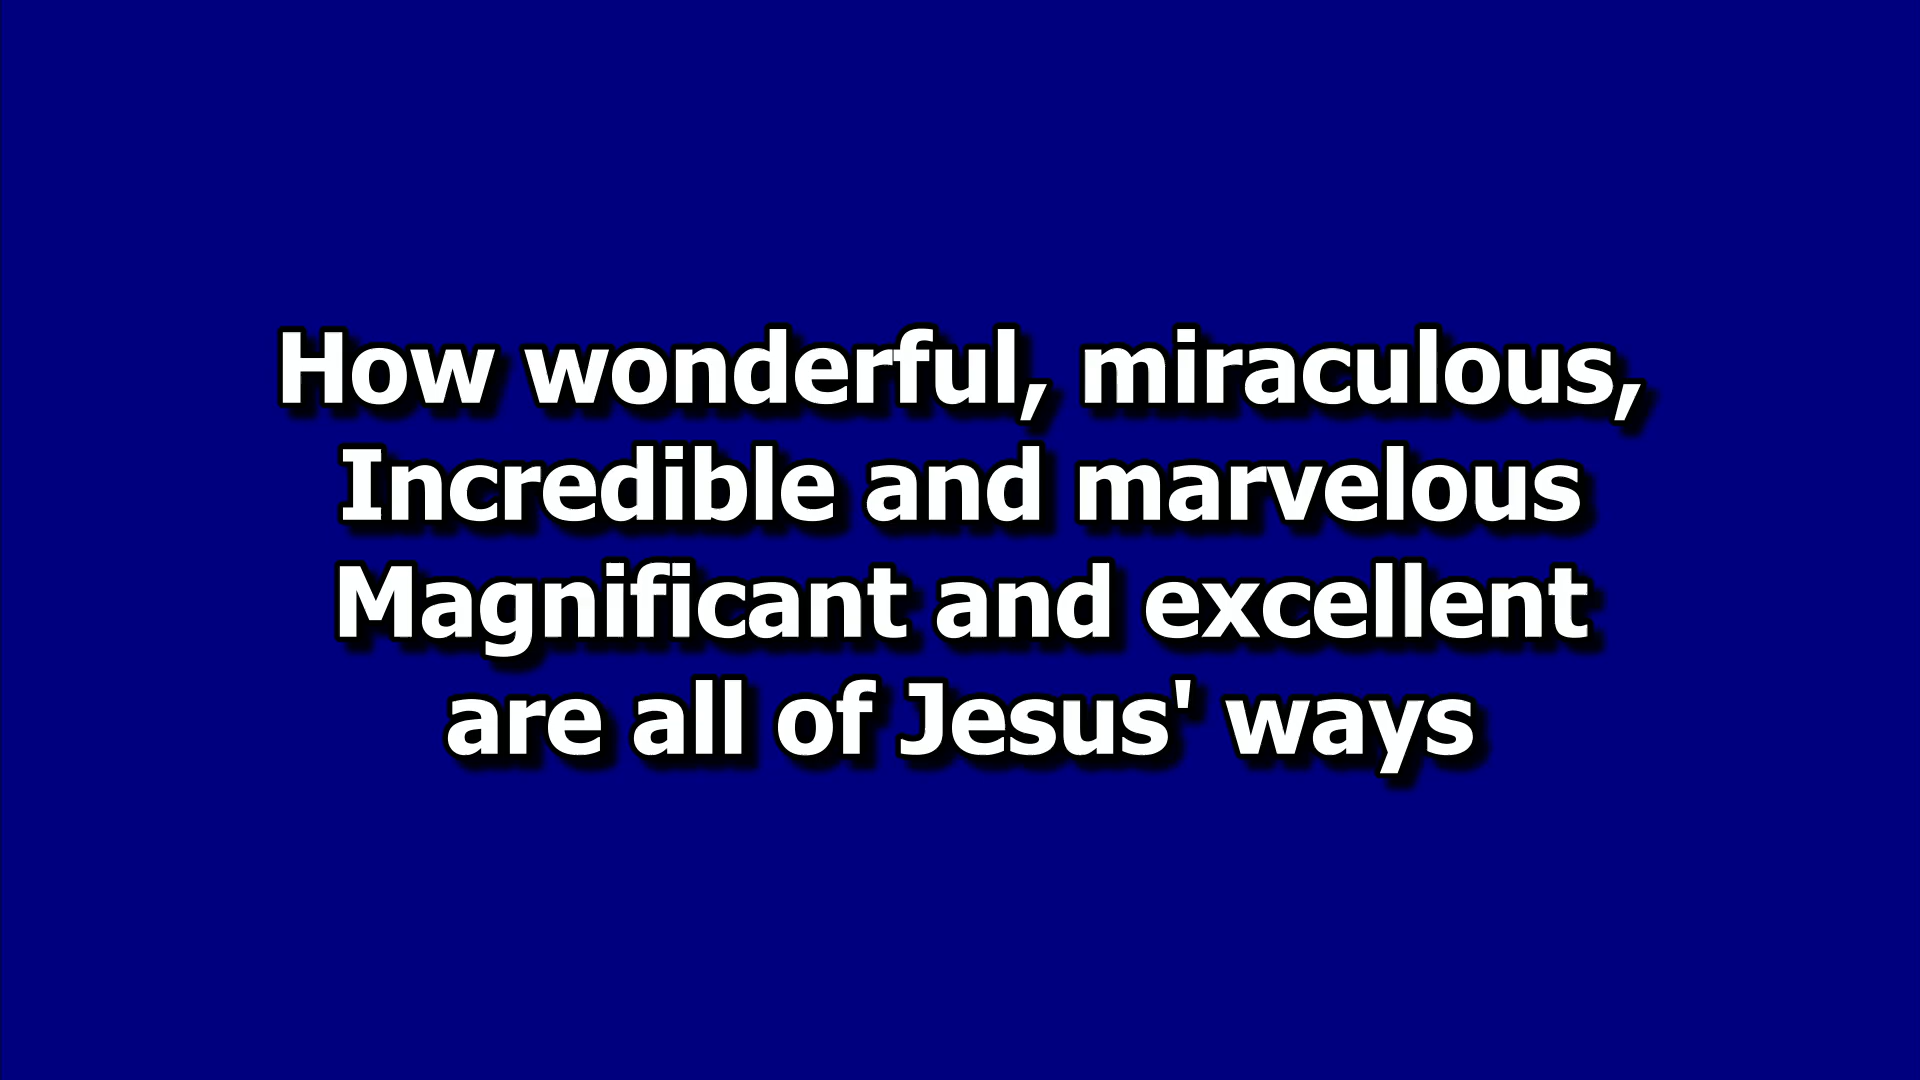 How wonderful, miraculous,
Incredible and marvelous
Magnificant and excellent
are all of Jesus' ways